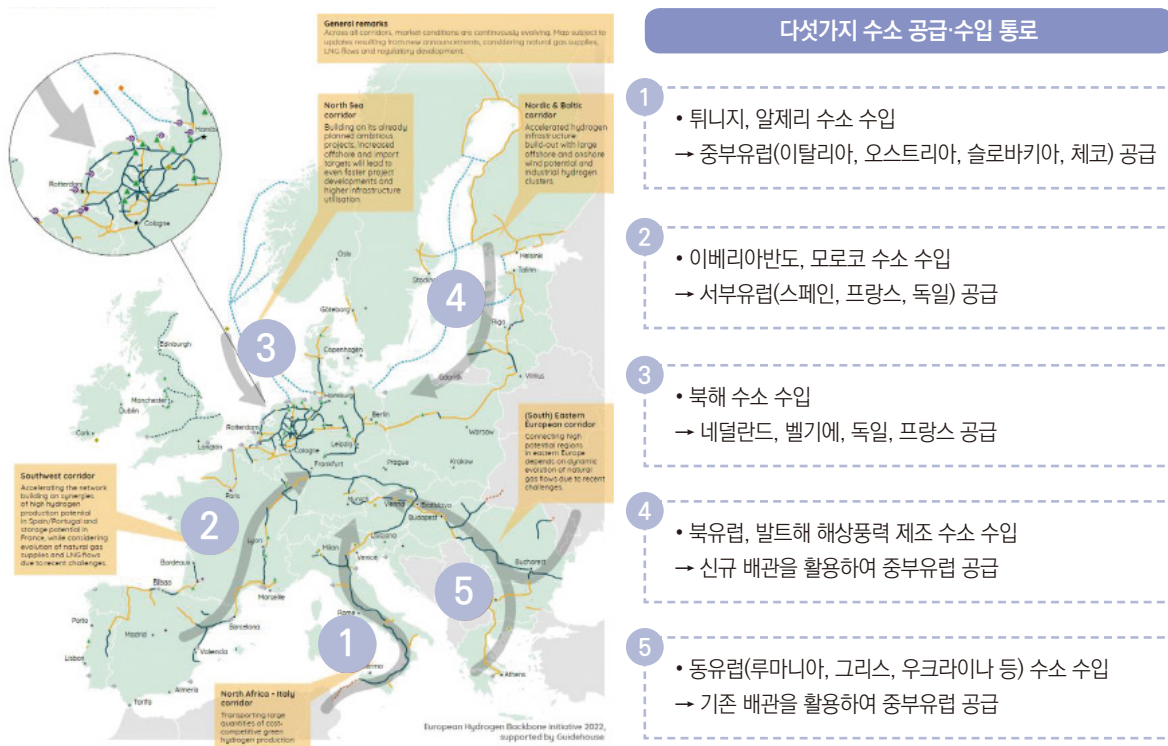 General remarks
Across all corridors, market conditions are continuously evolving. Map subject to
updates resulting from new announcements, considering natural gas supplies,
LNG flows and regulatory development.
North Sea
corridor
Building on its already
planned ambitious
projects, increased
offshore and import
targets will lead to
even faster project
developments and
higher infrastructure
utilisation.
Nordic & Baltic
corridor
Accelerated hydrogen
infrastructure
build-out with large
offshore and onshore
wind potential and
industrial hydrogen
clusters.
Rotterdam
Cologne
Oslo
Helsinki
Tallinn
Göteborg
Riga
Edinburgh
Copenhagen
Gdańsk
Vilnius
Manchester
Dublin
Hamburg
Berlin
Cork
London
Rotterdam
Leipzig
Warsaw
Cologne
Frankfurt
Prague
Krakow
Paris
Munich
Vienna
Bratislava
Budapest
Lyon
Milan
Venice
Ljubljana
Bordeaux
Bucharest
Bilbao
Marseille
Porto
Madrid
Barcelona
Rome
Valencia
Lisbon
Almeria
Tarifa
Athens
(South) Eastern
European corridor
Connecting high
potential regions
in eastern Europe
depends on dynamic
evolution of natural
gas flows due to recent
challenges.
Southwest corridor
Accelerating the network
building on synergies
of high hydrogen
production potential
in Spain/Portugal and
storage potential in
France, while considering
evolution of natural gas
supplies and LNG flows
due to recent challenges.
North Africa - Italy
corridor
Transporting large
quantities of cost-
competitive green
hydrogen production
3
4
2
5
1
European Hydrogen Backbone initiative 2022,
supported by Guidehouse
다섯가지 수소 공급·수입 통로
1
• 튀니지, 알제리 수소 수입
→ 중부유럽(이탈리아, 오스트리아, 슬로바키아, 체코) 공급
2
• 이베리아반도, 모로코 수소 수입
→ 서부유럽(스페인, 프랑스, 독일) 공급
3
• 북해 수소 수입
→ 네덜란드, 벨기에, 독일, 프랑스 공급
4
• 북유럽, 발트해 해상풍력 제조 수소 수입
→ 신규 배관을 활용하여 중부유럽 공급
5
• 동유럽(루마니아, 그리스, 우크라이나 등) 수소 수입
→ 기존 배관을 활용하여 중부유럽 공급